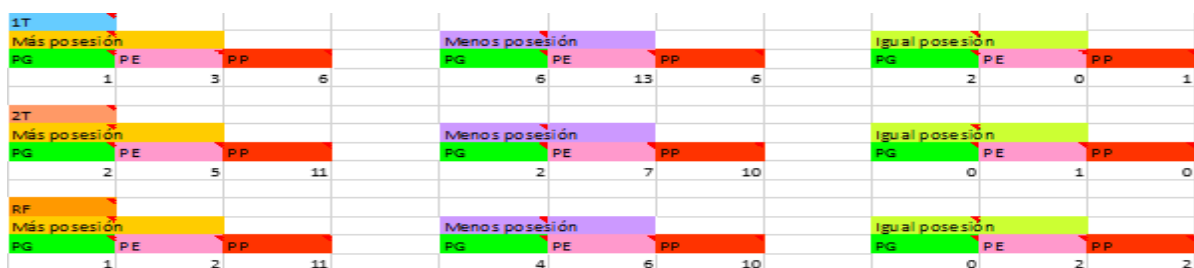 1T
Más posesión Menos posesión Igual posesión
PG PE PP PG PE PP PG PE PP
1 3 6 6 13 6 2 0 1
2T
Más posesión Menos posesión Igual posesión
PG PE PP PG PE PP PG PE PP
2 5 11 2 7 10 0 1 0
RF
Más posesión Menos posesión Igual posesión
PG PE PP PG PE PP PG PE PP
1 2 11 4 6 10 0 2 2